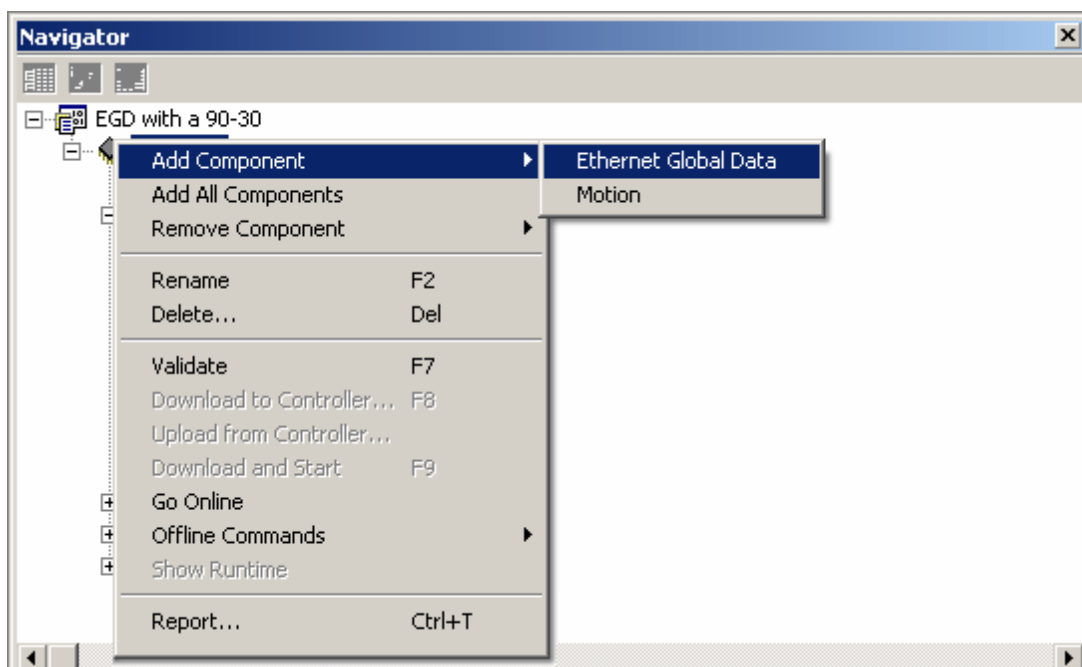 Navigator
EGD with a 90-30
Add Component Ethernet Global Data
Add All Components Motion
Remove Component
Rename F2
Delete... Del
Validate F7
Download to Controller... F8
Upload from Controller...
Download and Start F9
Go Online
Offline Commands
Show Runtime
Report... Ctrl+T